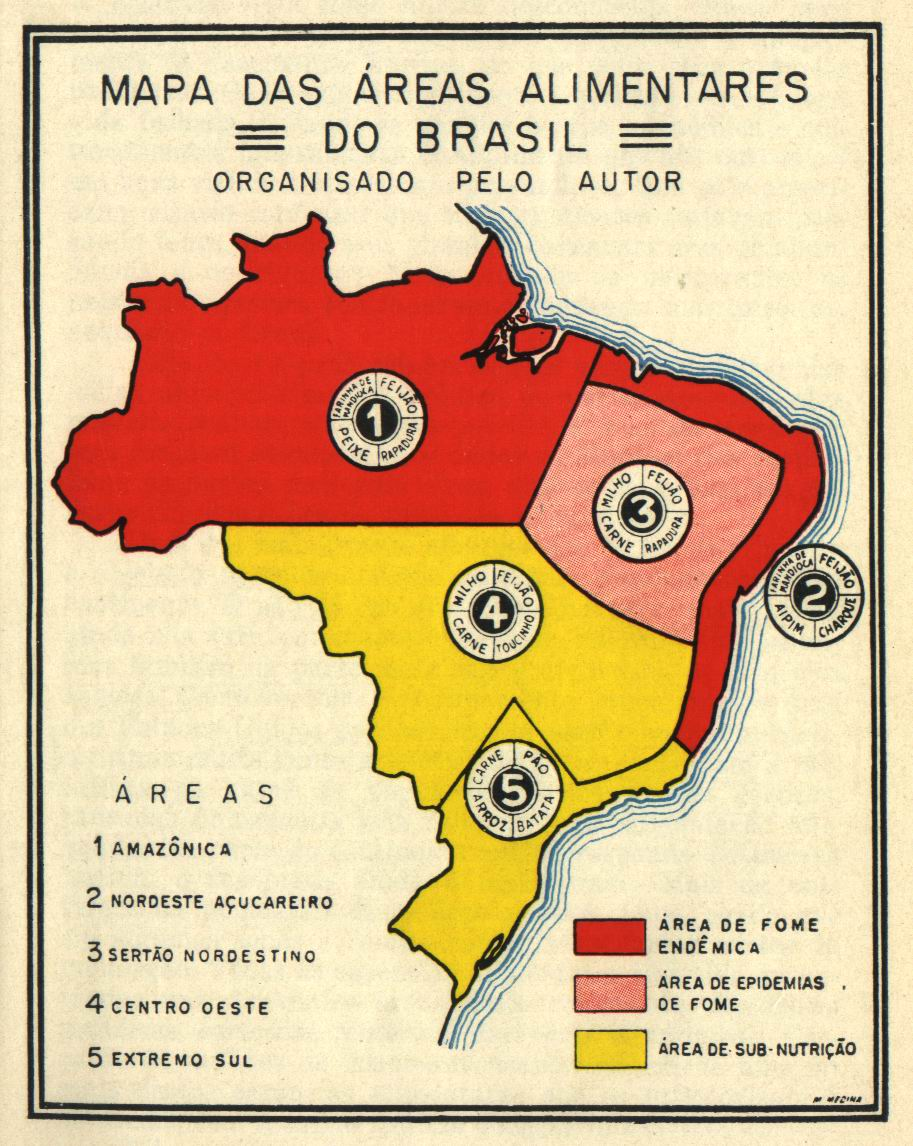 MAPA DAS ÁREAS ALIMENTARES
DO BRASIL
ORGANISADO PELO AUTOR
FARINHA DE MANDIOCA
FEIJÃO
1
PEIXE
RAPADURA
MILHO
FEIJÃO
3
CARNE
RAPADURA
FARINHA DE MANDIOCA
FEIJÃO
2
AIPIM
CHARQUE
MILHO
FEIJÃO
4
CARNE
TOUCINHO
CARNE
PÃO
5
ARROZ
BATATA
ÁREAS
1 AMAZÔNICA
2 NORDESTE AÇUCAREIRO
3 SERTÃO NORDESTINO
4 CENTRO OESTE
5 EXTREMO SUL
ÁREA DE FOME
ENDÊMICA
ÁREA DE EPIDEMIAS
DE FOME
ÁREA DE SUB-NUTRIÇÃO
M MEDINA